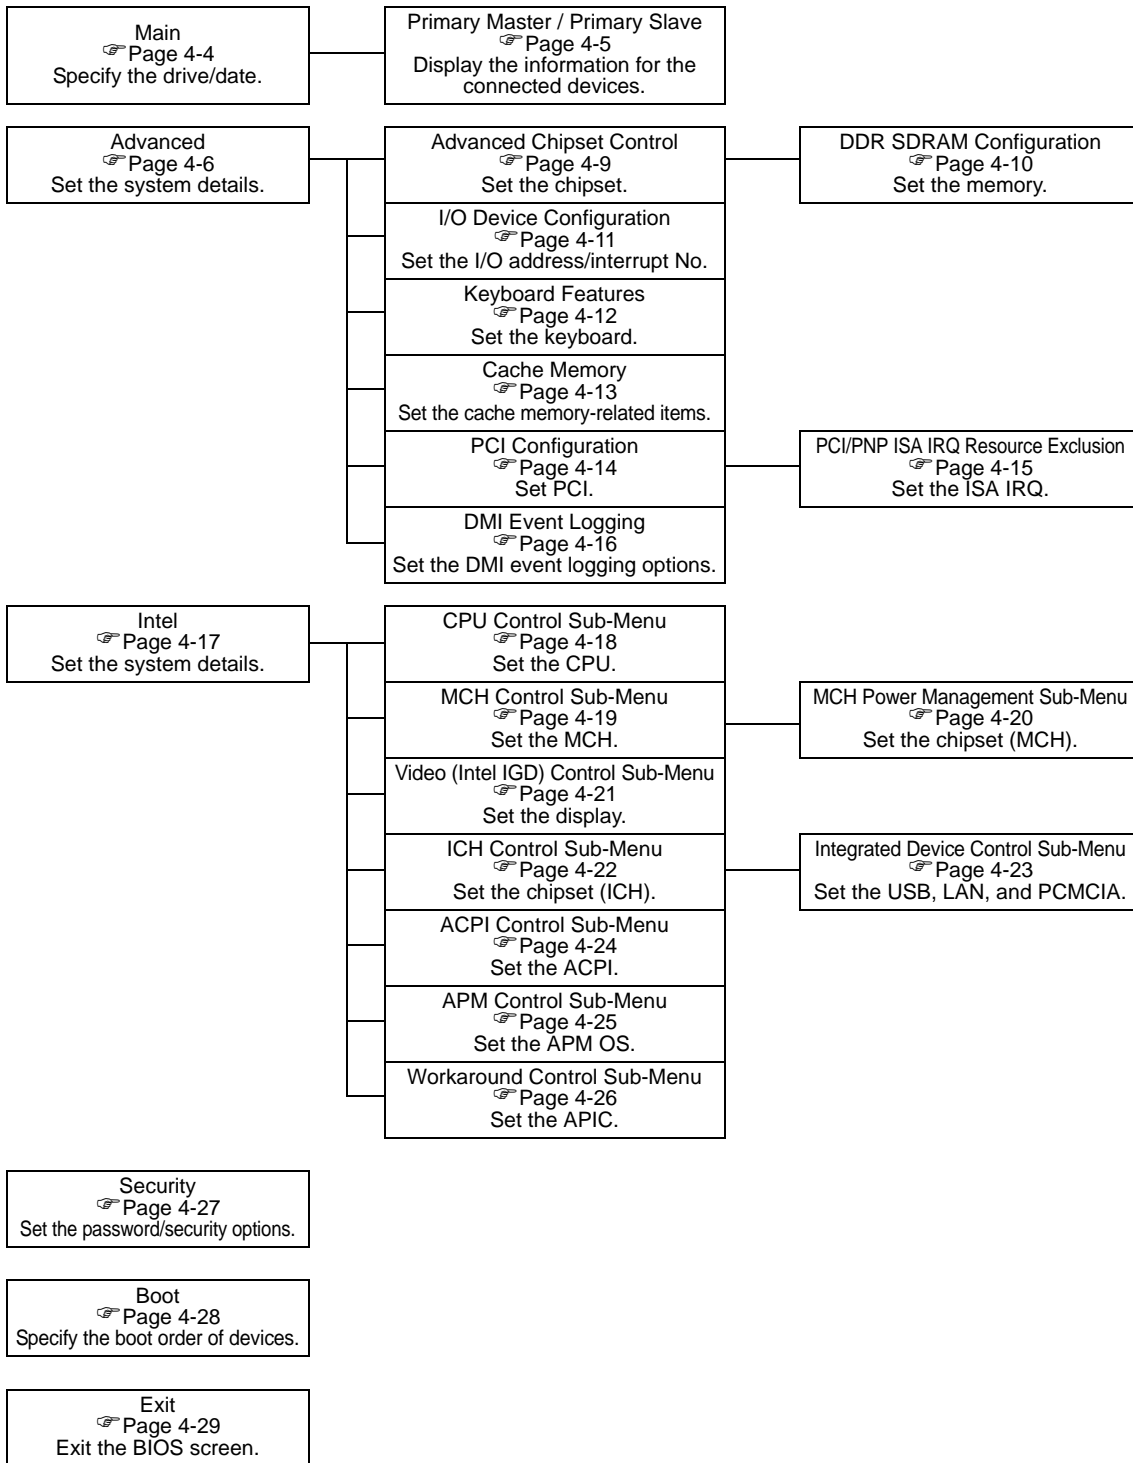 Main
☞ Page 4-4
Specify the drive/date.
Primary Master / Primary Slave
☞ Page 4-5
Display the information for the
connected devices.
Advanced
☞ Page 4-6
Set the system details.
Advanced Chipset Control
☞ Page 4-9
Set the chipset.
DDR SDRAM Configuration
☞ Page 4-10
Set the memory.
I/O Device Configuration
☞ Page 4-11
Set the I/O address/interrupt No.
Keyboard Features
☞ Page 4-12
Set the keyboard.
Cache Memory
☞ Page 4-13
Set the cache memory-related items.
PCI Configuration
☞ Page 4-14
Set PCI.
PCI/PNP ISA IRQ Resource Exclusion
☞ Page 4-15
Set the ISA IRQ.
DMI Event Logging
☞ Page 4-16
Set the DMI event logging options.
Intel
☞ Page 4-17
Set the system details.
CPU Control Sub-Menu
☞ Page 4-18
Set the CPU.
MCH Control Sub-Menu
☞ Page 4-19
Set the MCH.
MCH Power Management Sub-Menu
☞ Page 4-20
Set the chipset (MCH).
Video (Intel IGD) Control Sub-Menu
☞ Page 4-21
Set the display.
ICH Control Sub-Menu
☞ Page 4-22
Set the chipset (ICH).
Integrated Device Control Sub-Menu
☞ Page 4-23
Set the USB, LAN, and PCMCIA.
ACPI Control Sub-Menu
☞ Page 4-24
Set the ACPI.
APM Control Sub-Menu
☞ Page 4-25
Set the APM OS.
Workaround Control Sub-Menu
☞ Page 4-26
Set the APIC.
Security
☞ Page 4-27
Set the password/security options.
Boot
☞ Page 4-28
Specify the boot order of devices.
Exit
☞ Page 4-29
Exit the BIOS screen.